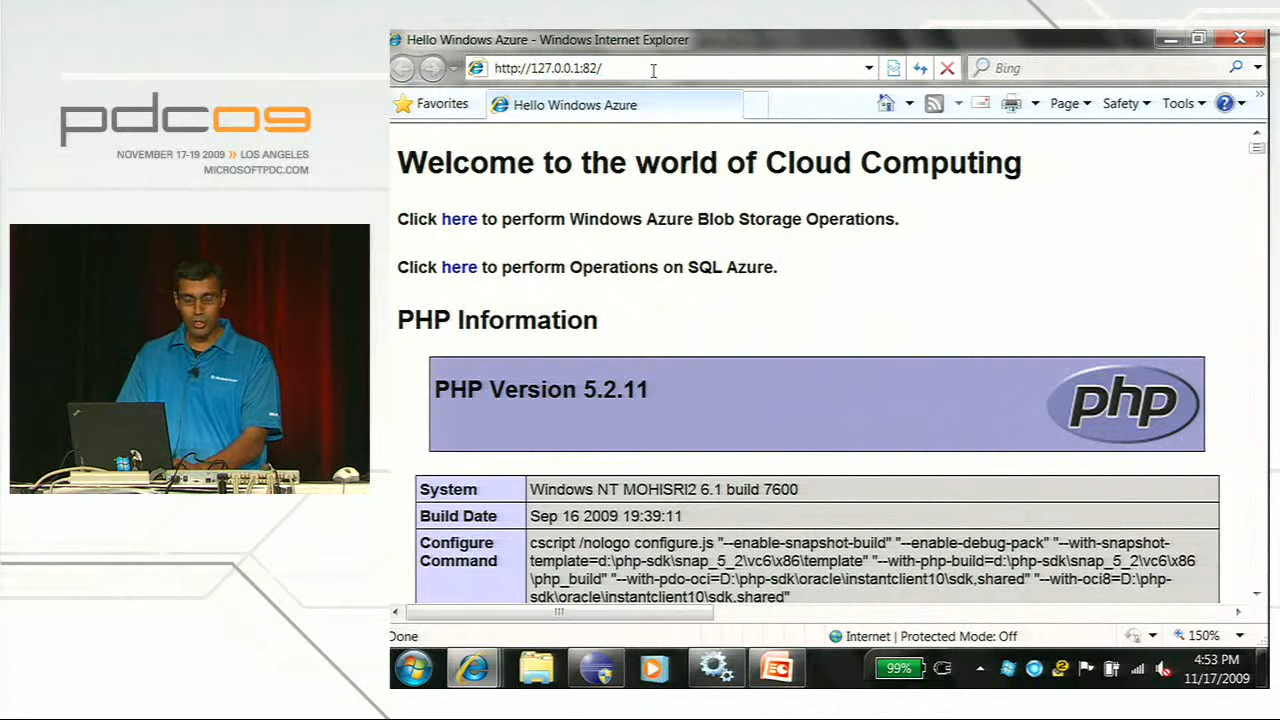 pdc09
NOVEMBER 17-19 2009 » LOS ANGELES
MICROSOFTPDC.COM
Hello Windows Azure - Windows Internet Explorer
http://127.0.0.1:82/
Bing
Favorites
Hello Windows Azure
Page
Safety
Tools
Welcome to the world of Cloud Computing
Click here to perform Windows Azure Blob Storage Operations.
Click here to perform Operations on SQL Azure.
PHP Information
PHP Version 5.2.11
php
System Windows NT MOHISRI2 6.1 build 7600
Build Date Sep 16 2009 19:39:11
Configure Command cscript /nologo configure.js "--enable-snapshot-build" "--enable-debug-pack" "--with-snapshot-
template=d:\php-sdk\snap_5_2\vc6\x86\template" "--with-php-build=d:\php-sdk\snap_5_2\vc6\x86
\php_build" "--with-pdo-oci=D:\php-sdk\oracle\instantclient10\sdk,shared" "--with-oci8=D:\php-
sdk\oracle\instantclient10\sdk,shared"
Done
Internet | Protected Mode: Off
150%
99%
4:53 PM
11/17/2009